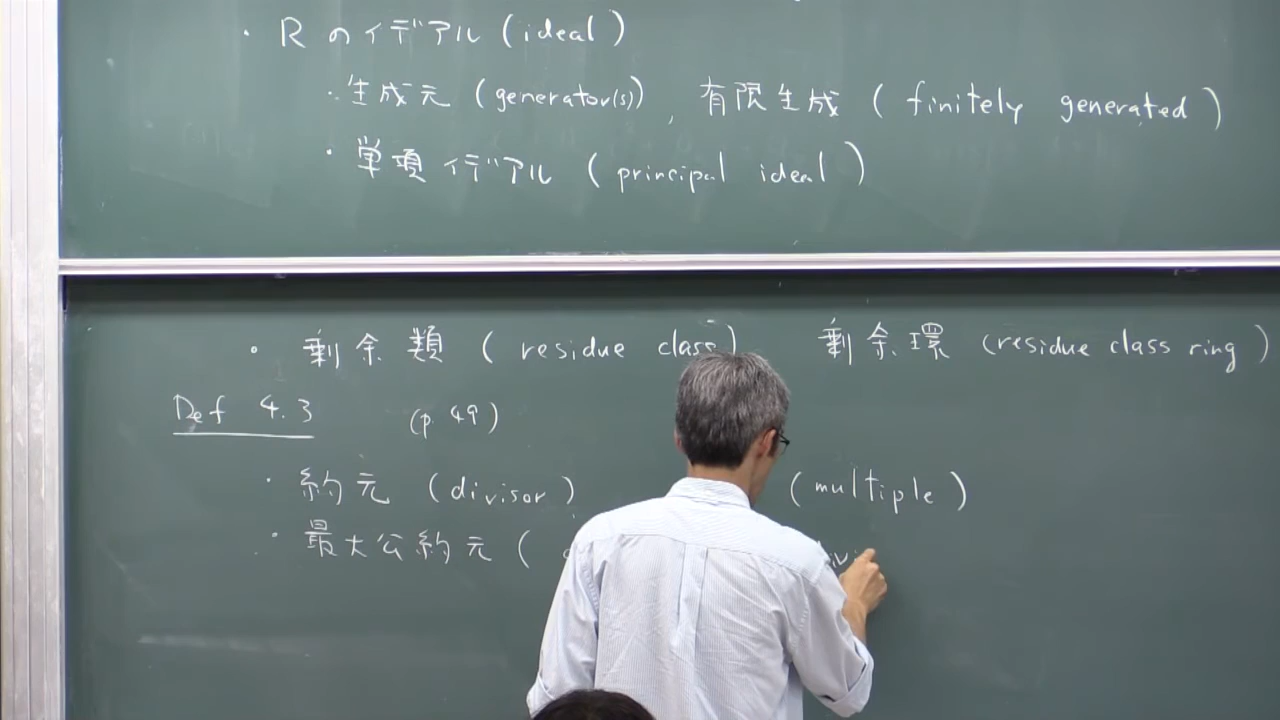 ・ R の イデアル (ideal)
・生成元 (generator(s)), 有限生成 ( finitely generated )
・ 単項 イデアル ( principal ideal )
・ 剰余類 ( residue class ) 剰余環 (residue class ring )
Def 4.3 (p. 49)
・ 約元 (divisor) (multiple)
・ 最大公約元 (